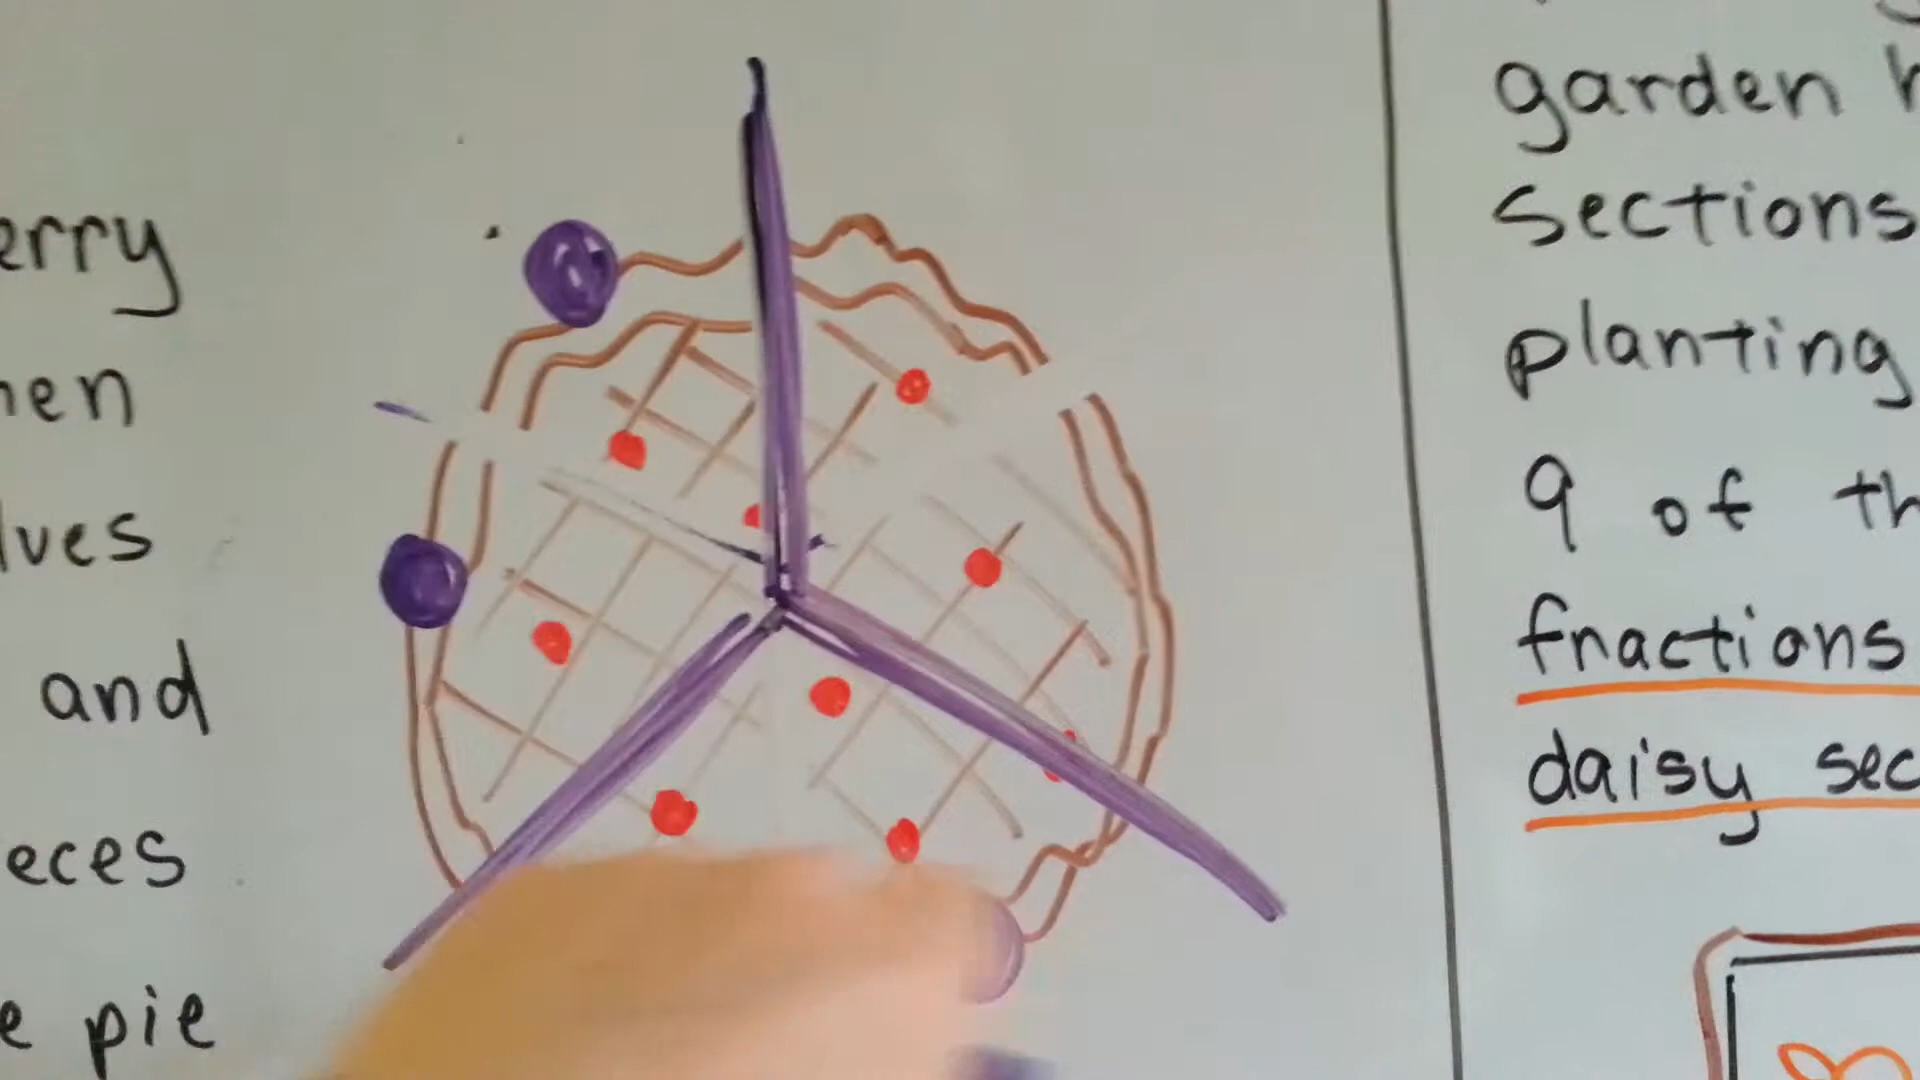 erry
hen
lves
and
eces
e pie
garden h
sections
planting
9 of th
fractions
daisy sec